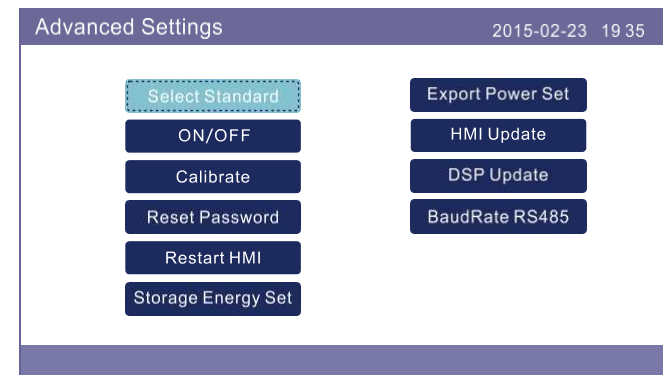 Advanced Settings
2015-02-23 19 35
Select Standard
ON/OFF
Calibrate
Reset Password
Restart HMI
Storage Energy Set
Export Power Set
HMI Update
DSP Update
BaudRate RS485